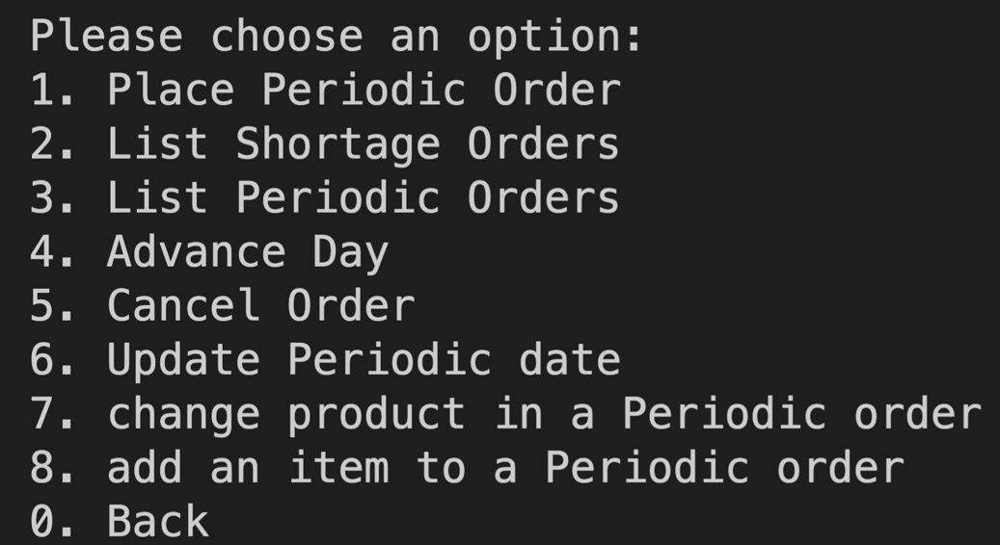 Please choose an option:
1. Place Periodic Order
2. List Shortage Orders
3. List Periodic Orders
4. Advance Day
5. Cancel Order
6. Update Periodic date
7. change product in a Periodic order
8. add an item to a Periodic order
0. Back